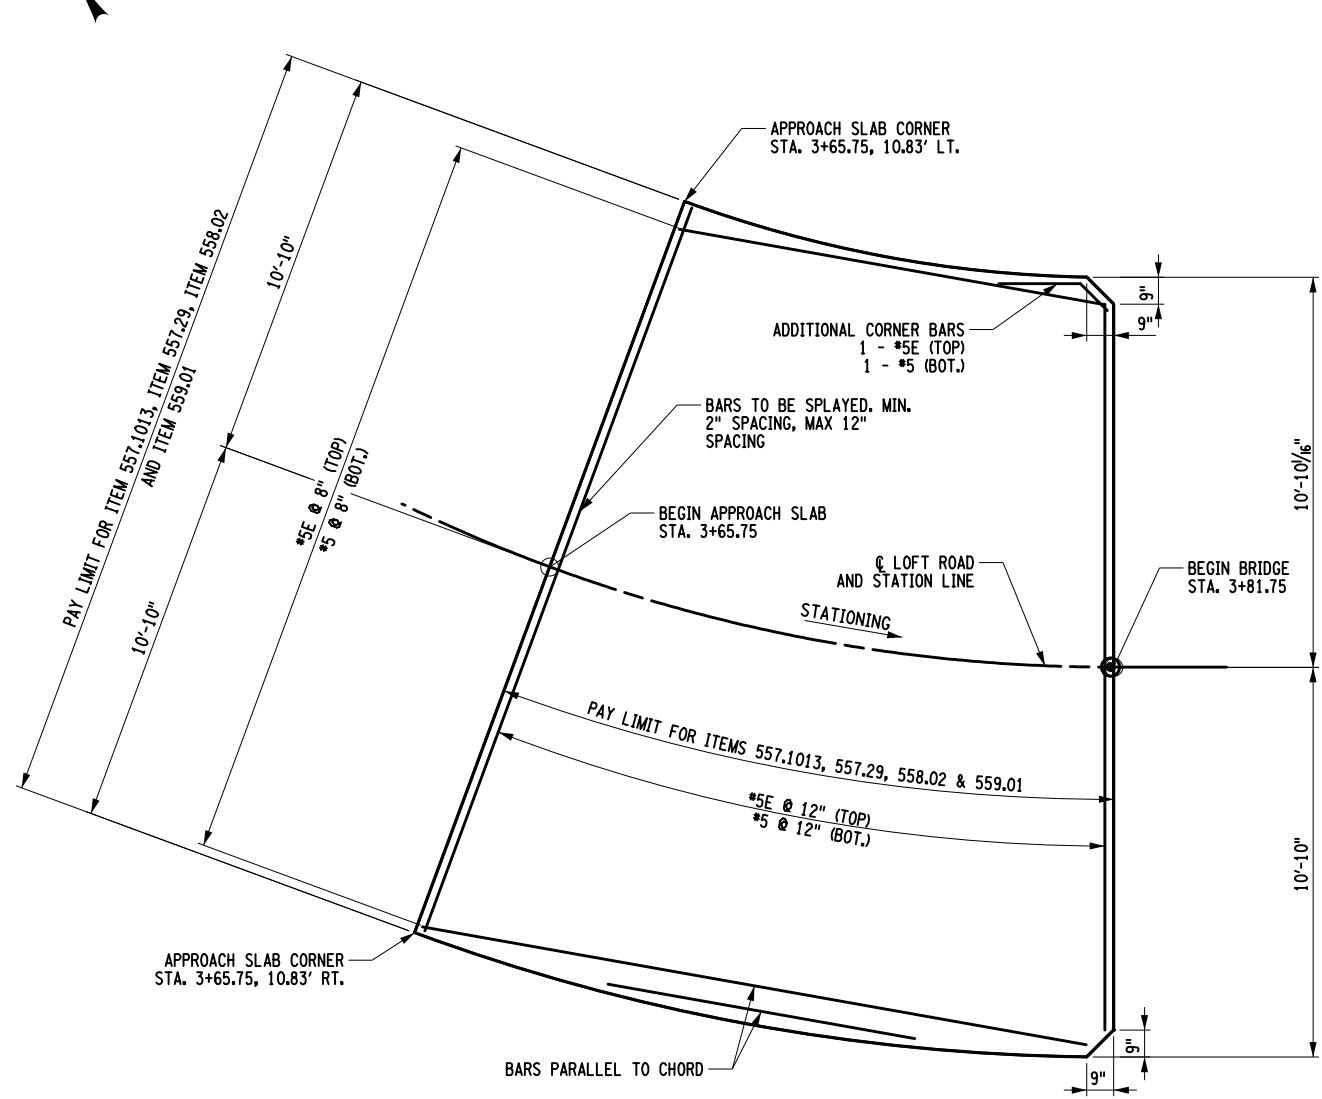 APPROACH SLAB CORNER
STA. 3+65.75, 10.83' LT.
PAY LIMIT FOR ITEM 557.1013, ITEM 557.29, ITEM 558.02
AND ITEM 559.01
10'-10"
10'-10"
#5E @ 8" (TOP)
#5 @ 8" (BOT.)
9"
9"
ADDITIONAL CORNER BARS
1 - #5E (TOP)
1 - #5 (BOT.)
BARS TO BE SPLAYED. MIN.
2" SPACING, MAX 12"
SPACING
10'-10 1/16"
BEGIN APPROACH SLAB
STA. 3+65.75
℄ LOFT ROAD
AND STATION LINE
BEGIN BRIDGE
STA. 3+81.75
STATIONING
PAY LIMIT FOR ITEMS 557.1013, 557.29, 558.02 & 559.01
#5E @ 12" (TOP)
#5 @ 12" (BOT.)
10'-10"
APPROACH SLAB CORNER
STA. 3+65.75, 10.83' RT.
BARS PARALLEL TO CHORD
9"
9"